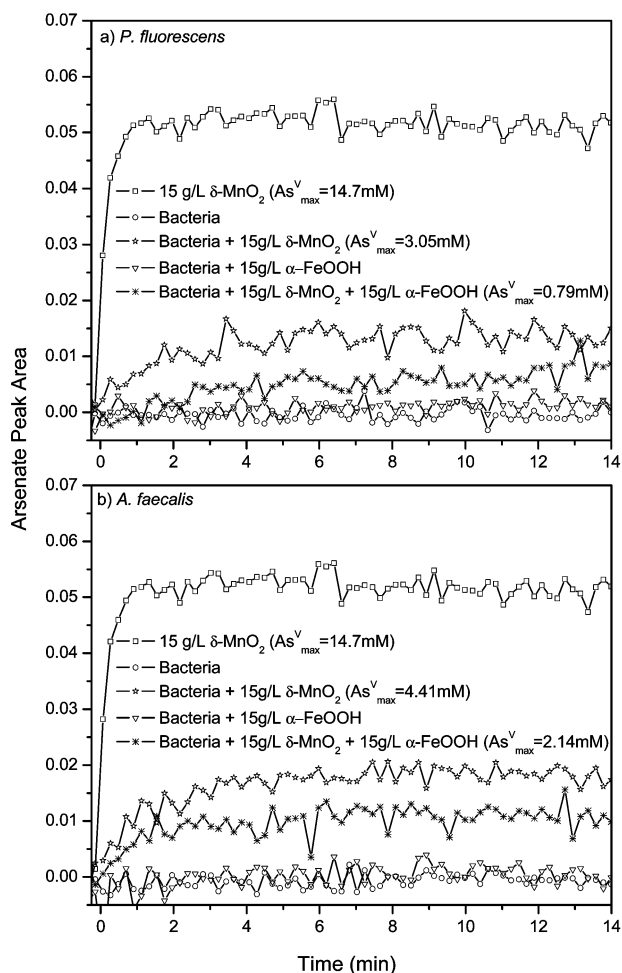 Arsenate Peak Area
0.07
0.06
0.05
0.04
0.03
0.02
0.01
0.00
a) P. fluorescens
15 g/L δ-MnO₂ (Asⱽmax=14.7mM)
Bacteria
Bacteria + 15g/L δ-MnO₂ (Asⱽmax=3.05mM)
Bacteria + 15g/L α–FeOOH
Bacteria + 15g/L δ-MnO₂ + 15g/L α-FeOOH (Asⱽmax=0.79mM)
0 2 4 6 8 10 12 14
0.07
0.06
0.05
0.04
0.03
0.02
0.01
0.00
b) A. faecalis
15 g/L δ-MnO₂ (Asⱽmax=14.7mM)
Bacteria
Bacteria + 15g/L δ-MnO₂ (Asⱽmax=4.41mM)
Bacteria + 15g/L α–FeOOH
Bacteria + 15g/L δ-MnO₂ + 15g/L α-FeOOH (Asⱽmax=2.14mM)
0 2 4 6 8 10 12 14
Time (min)